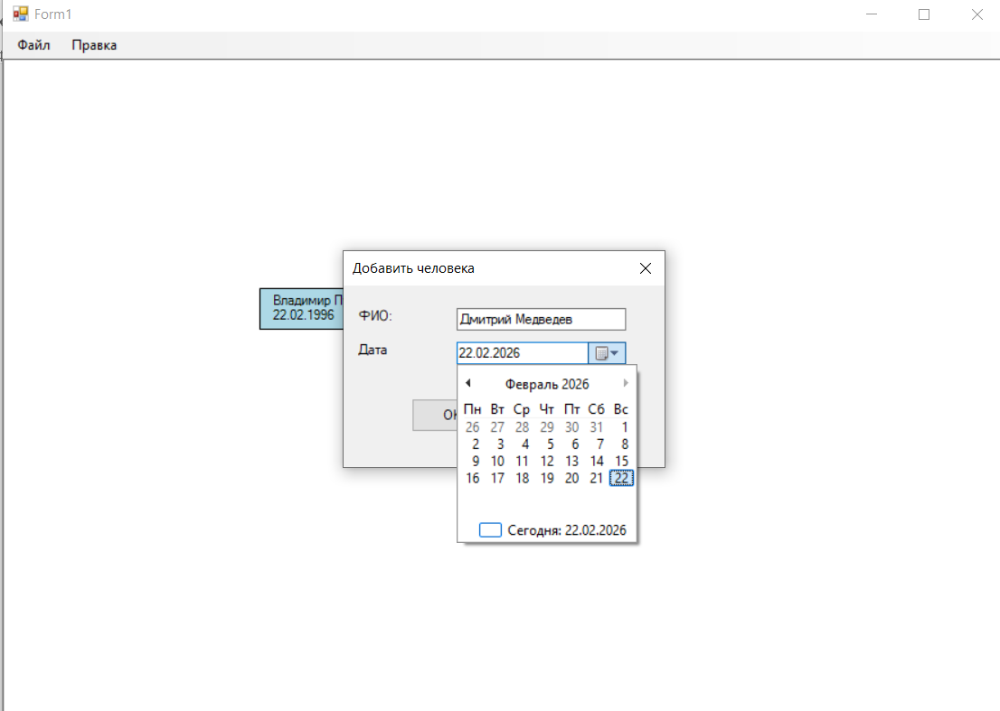 Form1
Файл Правка
Добавить человека
Владимир П
22.02.1996
ФИО:
Дмитрий Медведев
Дата
22.02.2026
Февраль 2026
Пн Вт Ср Чт Пт Сб Вс
26 27 28 29 30 31 1
2 3 4 5 6 7 8
9 10 11 12 13 14 15
16 17 18 19 20 21 22
Сегодня: 22.02.2026